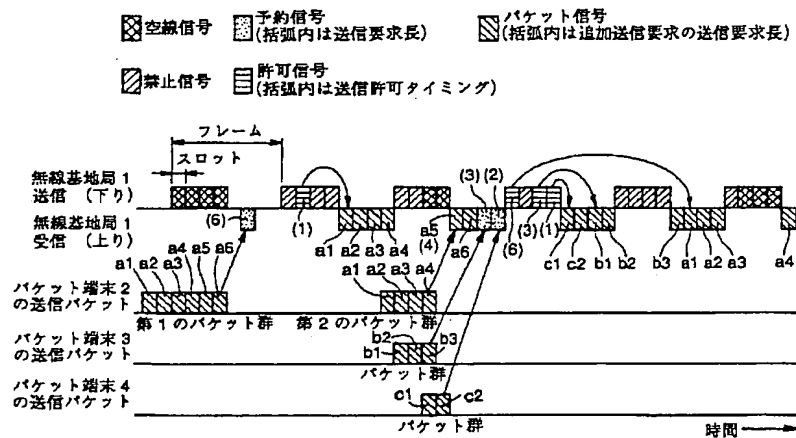 空線信号
予約信号
(括弧内は送信要求長)
パケット信号
(括弧内は追加送信要求の送信要求長)
禁止信号
許可信号
(括弧内は送信許可タイミング)
フレーム
スロット
無線基地局1
送信 (下り)
(3) (2)
無線基地局1
受信 (上り)
(6)
(1)
a5
(4)
(6)
(3)
(1)
a1 a2 a3 a4
a6
c1 c2 b1 b2
b3 a1 a2 a3
a4
a1 a2 a3 a4 a5 a6
a1 a2 a3 a4
パケット端末2
の送信パケット
第1のパケット群
第2のパケット群
パケット端末3
の送信パケット
b1 b2 b3
パケット群
パケット端末4
の送信パケット
c1 c2
パケット群
時間